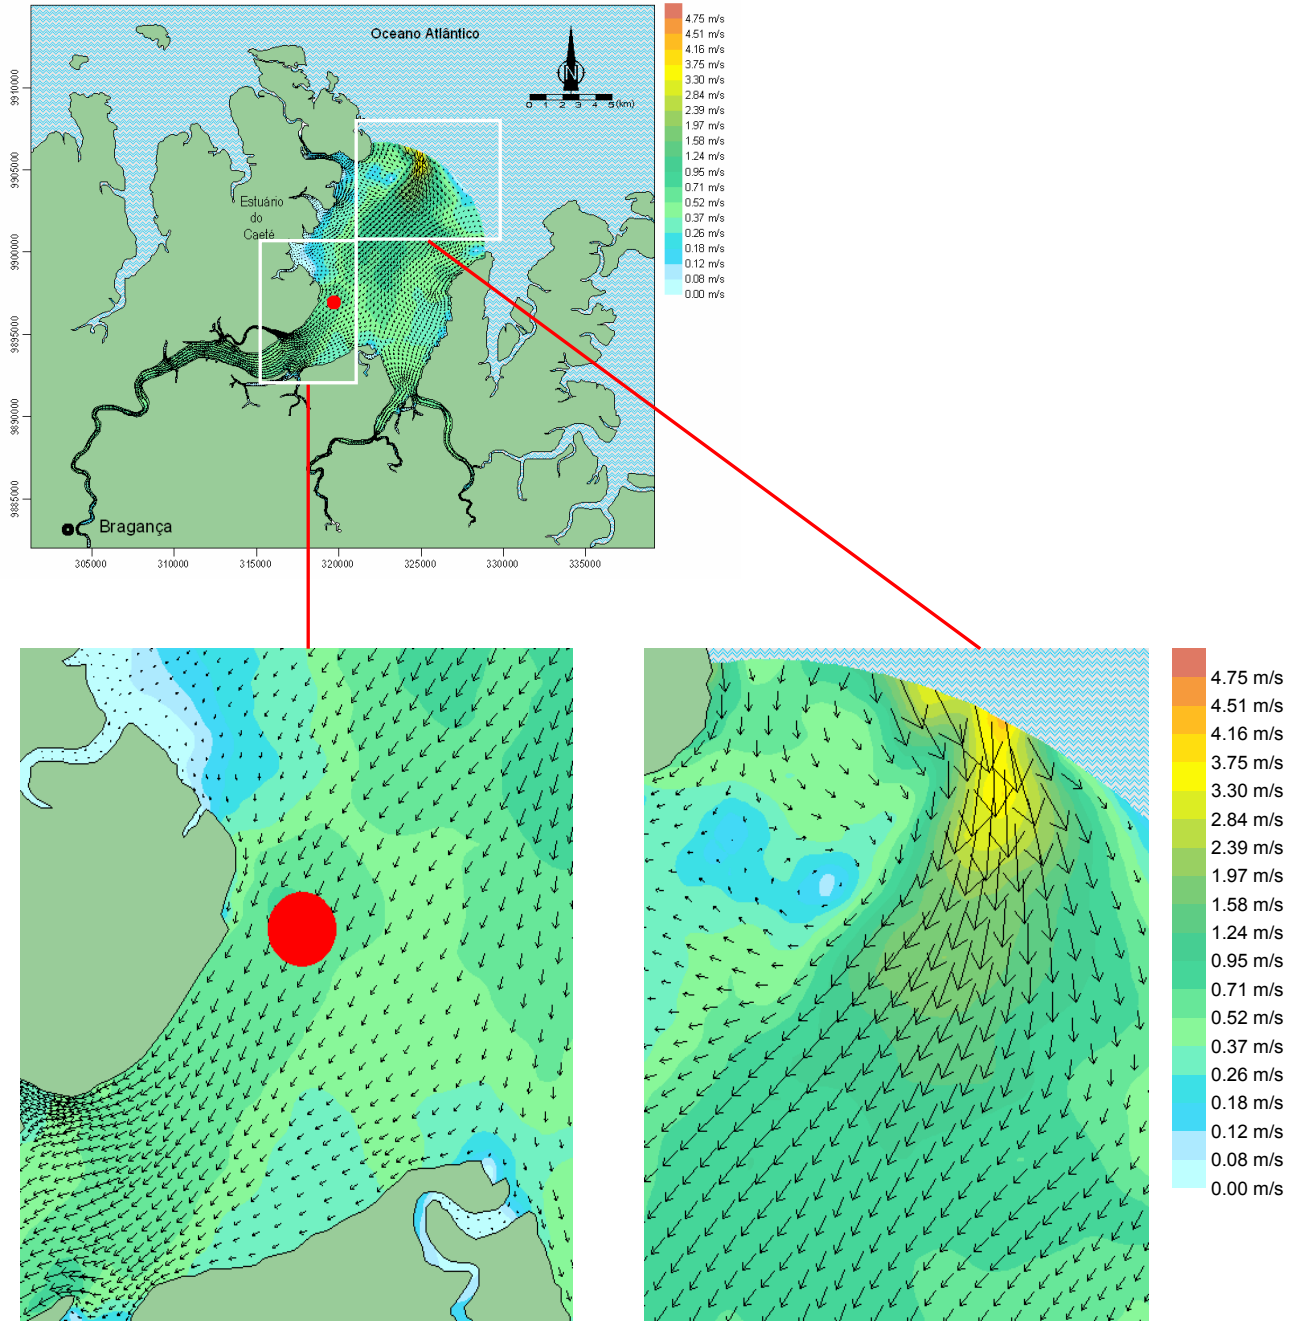 Oceano Atlântico
N
0 1 2 3 4 5 (km)
4.75 m/s
4.51 m/s
4.16 m/s
3.75 m/s
3.30 m/s
2.84 m/s
2.39 m/s
1.97 m/s
1.58 m/s
1.24 m/s
0.95 m/s
0.71 m/s
0.52 m/s
0.37 m/s
0.26 m/s
0.18 m/s
0.12 m/s
0.08 m/s
0.00 m/s
9910000
9905000
9900000
9895000
9890000
9885000
Estuário
do
Caeté
Bragança
305000 310000 315000 320000 325000 330000 335000
4.75 m/s
4.51 m/s
4.16 m/s
3.75 m/s
3.30 m/s
2.84 m/s
2.39 m/s
1.97 m/s
1.58 m/s
1.24 m/s
0.95 m/s
0.71 m/s
0.52 m/s
0.37 m/s
0.26 m/s
0.18 m/s
0.12 m/s
0.08 m/s
0.00 m/s